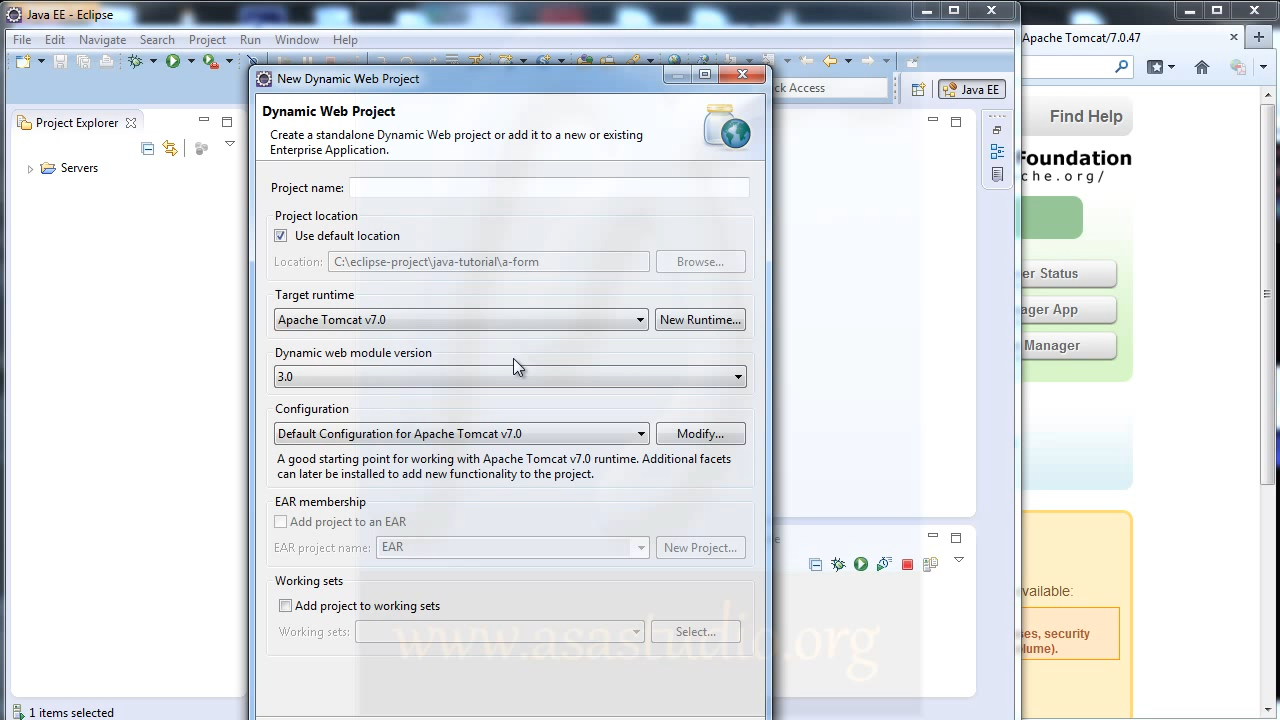 Java EE - Eclipse
File Edit Navigate Search Project Run Window Help
Apache Tomcat/7.0.47
New Dynamic Web Project
ck Access
Java EE
Project Explorer
Servers
Dynamic Web Project
Create a standalone Dynamic Web project or add it to a new or existing
Enterprise Application.
Project name:
Project location
Use default location
Location: C:\eclipse-project\java-tutorial\a-form Browse...
Target runtime
Apache Tomcat v7.0 New Runtime...
Dynamic web module version
3.0
Configuration
Default Configuration for Apache Tomcat v7.0 Modify...
A good starting point for working with Apache Tomcat v7.0 runtime. Additional facets
can later be installed to add new functionality to the project.
EAR membership
Add project to an EAR
EAR project name: EAR New Project...
Working sets
Add project to working sets
Working sets: Select...
www.asastudio.org
1 items selected
Find Help
Foundation
che.org/
er Status
ager App
Manager
vailable:
ses, security
lume).